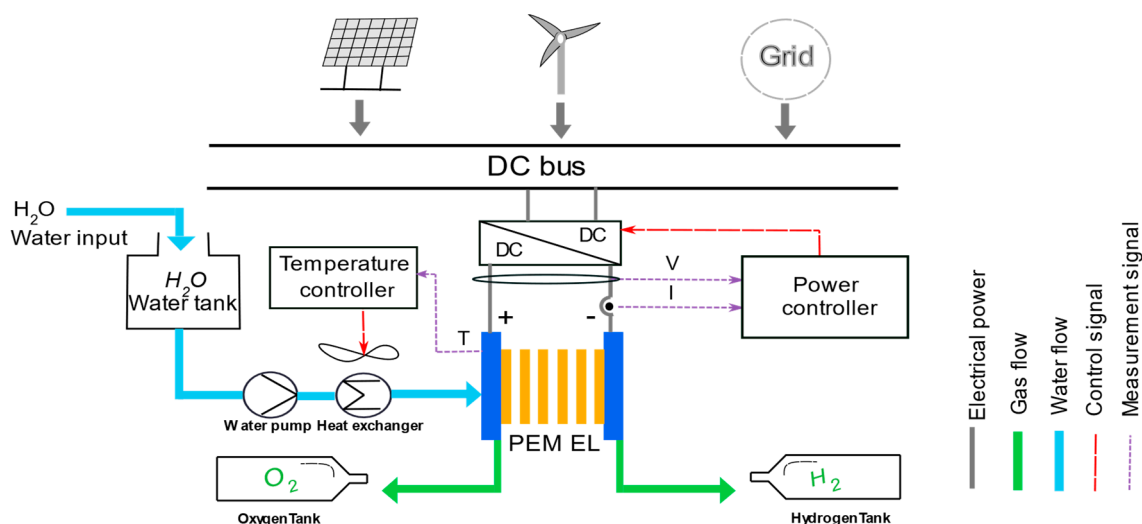 Grid
DC bus
H₂O
Water input
DC
DC
H₂O
Water tank
Temperature
controller
V
I
Power
controller
T
+
-
Water pump
Heat exchanger
PEM EL
O₂
H₂
OxygenTank
HydrogenTank
Electrical power
Gas flow
Water flow
Control signal
Measurement signal